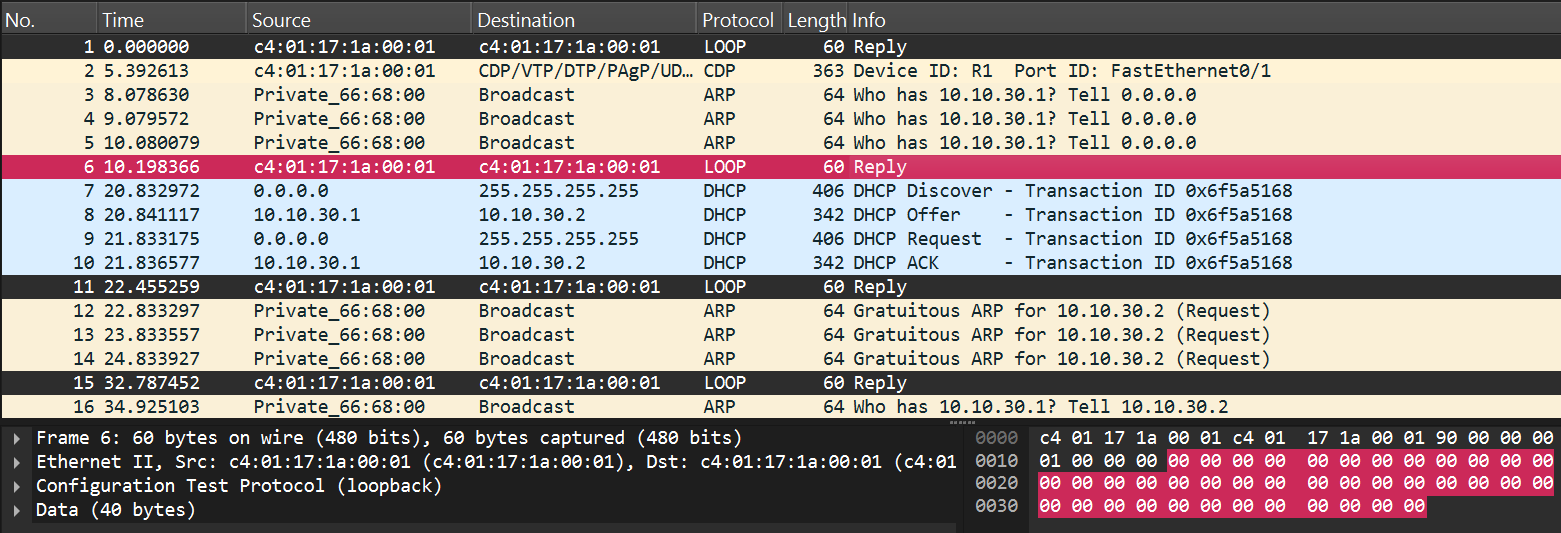 No. Time Source Destination Protocol Length Info
1 0.000000 c4:01:17:1a:00:01 c4:01:17:1a:00:01 LOOP 60 Reply
2 5.392613 c4:01:17:1a:00:01 CDP/VTP/DTP/PAgP/UD… CDP 363 Device ID: R1 Port ID: FastEthernet0/1
3 8.078630 Private_66:68:00 Broadcast ARP 64 Who has 10.10.30.1? Tell 0.0.0.0
4 9.079572 Private_66:68:00 Broadcast ARP 64 Who has 10.10.30.1? Tell 0.0.0.0
5 10.080079 Private_66:68:00 Broadcast ARP 64 Who has 10.10.30.1? Tell 0.0.0.0
6 10.198366 c4:01:17:1a:00:01 c4:01:17:1a:00:01 LOOP 60 Reply
7 20.832972 0.0.0.0 255.255.255.255 DHCP 406 DHCP Discover - Transaction ID 0x6f5a5168
8 20.841117 10.10.30.1 10.10.30.2 DHCP 342 DHCP Offer - Transaction ID 0x6f5a5168
9 21.833175 0.0.0.0 255.255.255.255 DHCP 406 DHCP Request - Transaction ID 0x6f5a5168
10 21.836577 10.10.30.1 10.10.30.2 DHCP 342 DHCP ACK - Transaction ID 0x6f5a5168
11 22.455259 c4:01:17:1a:00:01 c4:01:17:1a:00:01 LOOP 60 Reply
12 22.833297 Private_66:68:00 Broadcast ARP 64 Gratuitous ARP for 10.10.30.2 (Request)
13 23.833557 Private_66:68:00 Broadcast ARP 64 Gratuitous ARP for 10.10.30.2 (Request)
14 24.833927 Private_66:68:00 Broadcast ARP 64 Gratuitous ARP for 10.10.30.2 (Request)
15 32.787452 c4:01:17:1a:00:01 c4:01:17:1a:00:01 LOOP 60 Reply
16 34.925103 Private_66:68:00 Broadcast ARP 64 Who has 10.10.30.1? Tell 10.10.30.2
Frame 6: 60 bytes on wire (480 bits), 60 bytes captured (480 bits)
Ethernet II, Src: c4:01:17:1a:00:01 (c4:01:17:1a:00:01), Dst: c4:01:17:1a:00:01 (c4:01
Configuration Test Protocol (loopback)
Data (40 bytes)
0000 c4 01 17 1a 00 01 c4 01 17 1a 00 01 90 00 00 00
0010 01 00 00 00 00 00 00 00 00 00 00 00 00 00 00 00
0020 00 00 00 00 00 00 00 00 00 00 00 00 00 00 00 00
0030 00 00 00 00 00 00 00 00 00 00 00 00